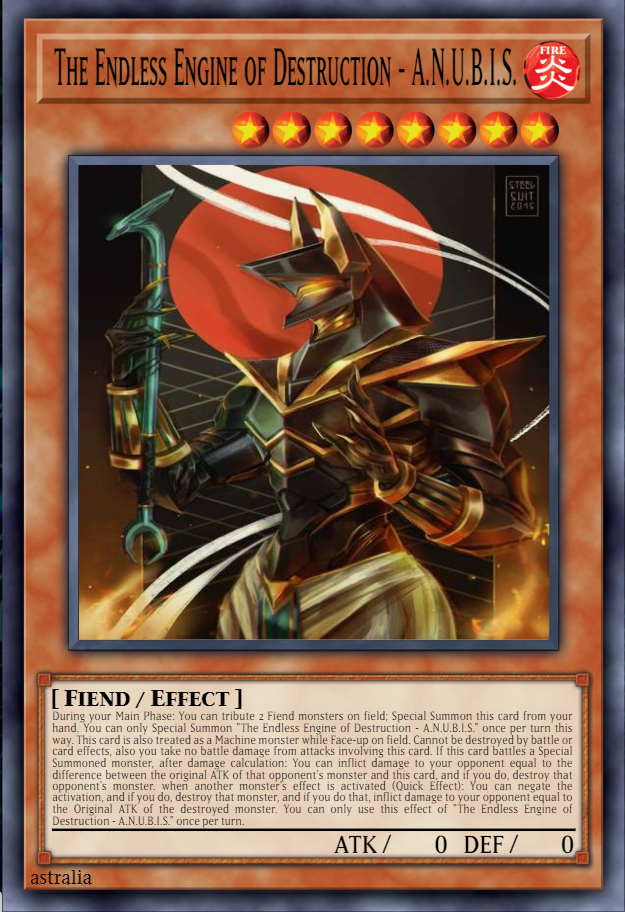 The Endless Engine of Destruction - A.N.U.B.I.S.
FIRE
炎
STEEL
SUIT
2015
[ Fiend / Effect ]
During your Main Phase: You can tribute 2 Fiend monsters on field; Special Summon this card from your
hand. You can only Special Summon "The Endless Engine of Destruction - A.N.U.B.I.S." once per turn this
way. This card is also treated as a Machine monster while Face-up on field. Cannot be destroyed by battle or
card effects, also you take no battle damage from attacks involving this card. If this card battles a Special
Summoned monster, after damage calculation: You can inflict damage to your opponent equal to the
difference between the original ATK of that opponent's monster and this card, and if you do, destroy that
opponent's monster. when another monster's effect is activated (Quick Effect): You can negate the
activation, and if you do, destroy that monster, and if you do that, inflict damage to your opponent equal to
the Original ATK of the destroyed monster. You can only use this effect of "The Endless Engine of
Destruction - A.N.U.B.I.S." once per turn.
ATK / 0 DEF / 0
astralia